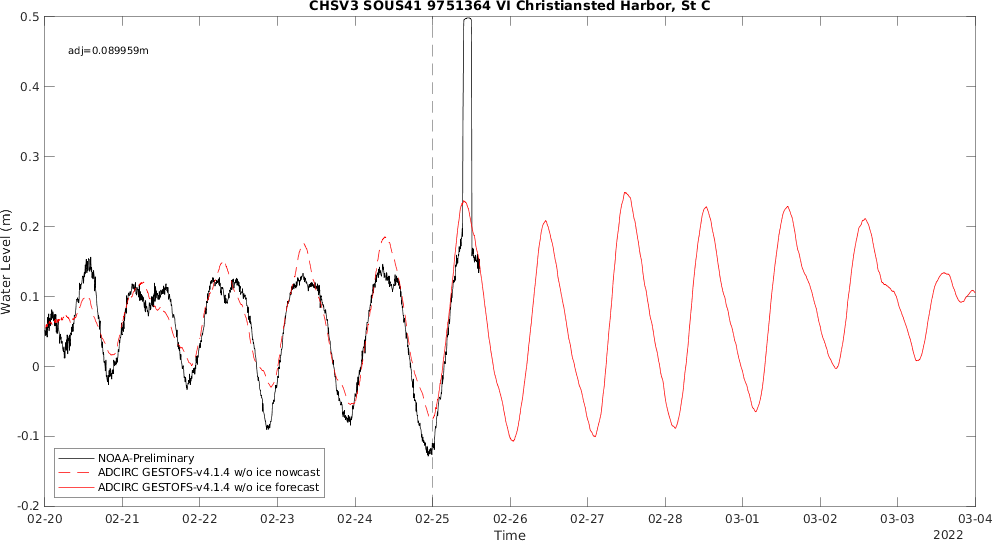 CHSV3 SOUS41 9751364 VI Christiansted Harbor, St C
adj=0.089959m
0.5
0.4
0.3
0.2
0.1
0
-0.1
-0.2
Water Level (m)
NOAA-Preliminary
ADCIRC GESTOFS-v4.1.4 w/o ice nowcast
ADCIRC GESTOFS-v4.1.4 w/o ice forecast
02-20 02-21 02-22 02-23 02-24 02-25 02-26 02-27 02-28 03-01 03-02 03-03 03-04
Time
2022